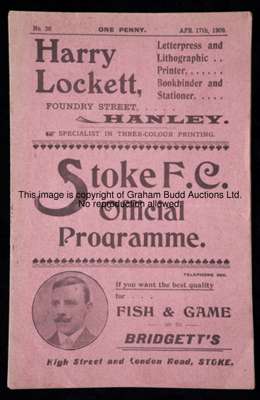 No. 36 ONE PENNY. APR. 17th, 1909.
Harry
Lockett,
Letterpress and
Lithographic . .
Printer, . . . . . .
Bookbinder and
Stationer. . . . .
FOUNDRY STREET, . . . .
HANLEY.
SPECIALIST IN THREE-COLOUR PRINTING.
Stoke F.C.
This image is copyright of Graham Budd Auctions Ltd.
No reproduction allowed!
Official
Programme.
TELEPHONE
If you want the best quality
for . . . .
FISH & GAME
GO TO
BRIDGETT'S
High Street and London Road, STOKE.